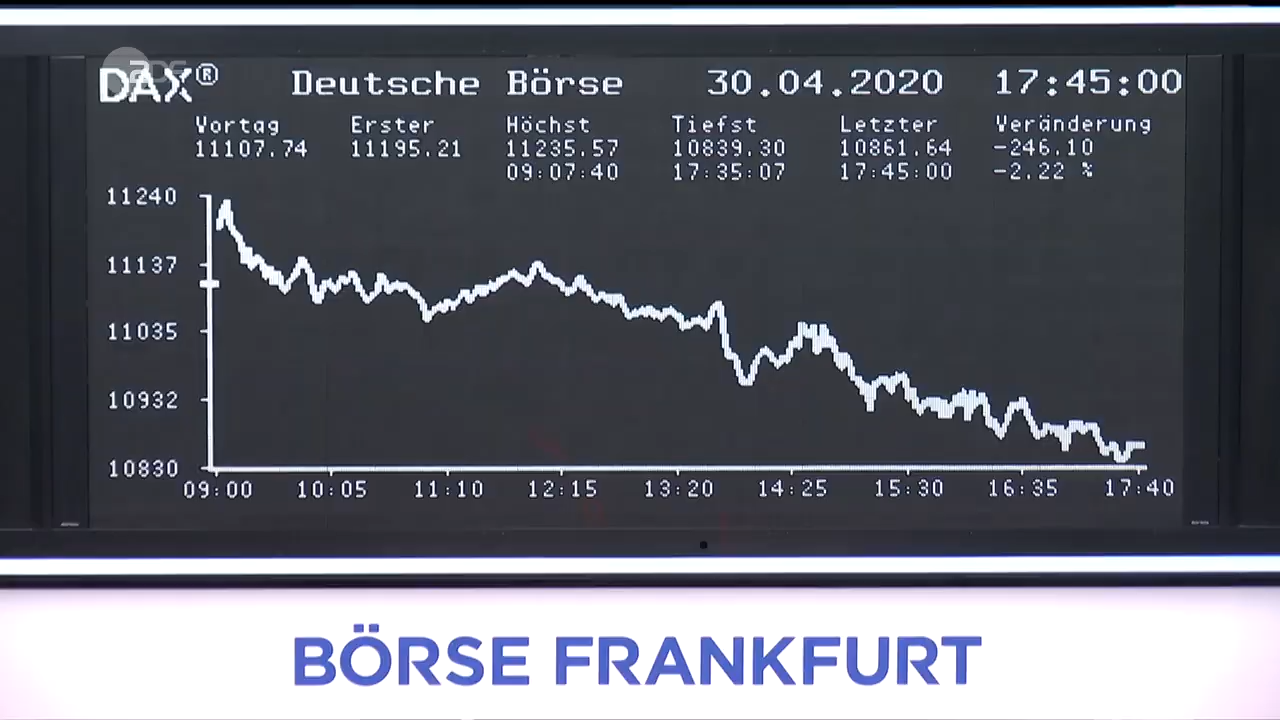 DAX® Deutsche Börse 30.04.2020 17:45:00
ZDF
Vortag Erster Höchst Tiefst Letzter Veränderung
11107.74 11195.21 11235.57 10839.30 10861.64 -246.10
09:07:40 17:35:07 17:45:00 -2.22 %
11240
11137
11035
10932
10830
09:00 10:05 11:10 12:15 13:20 14:25 15:30 16:35 17:40
BÖRSE FRANKFURT